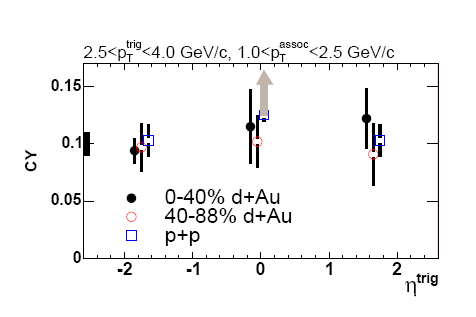 2.5<p_T^trig<4.0 GeV/c, 1.0<p_T^assoc<2.5 GeV/c
0.15
0.1
0.05
0
CY
0-40% d+Au
40-88% d+Au
p+p
-2 -1 0 1 2
η^trig